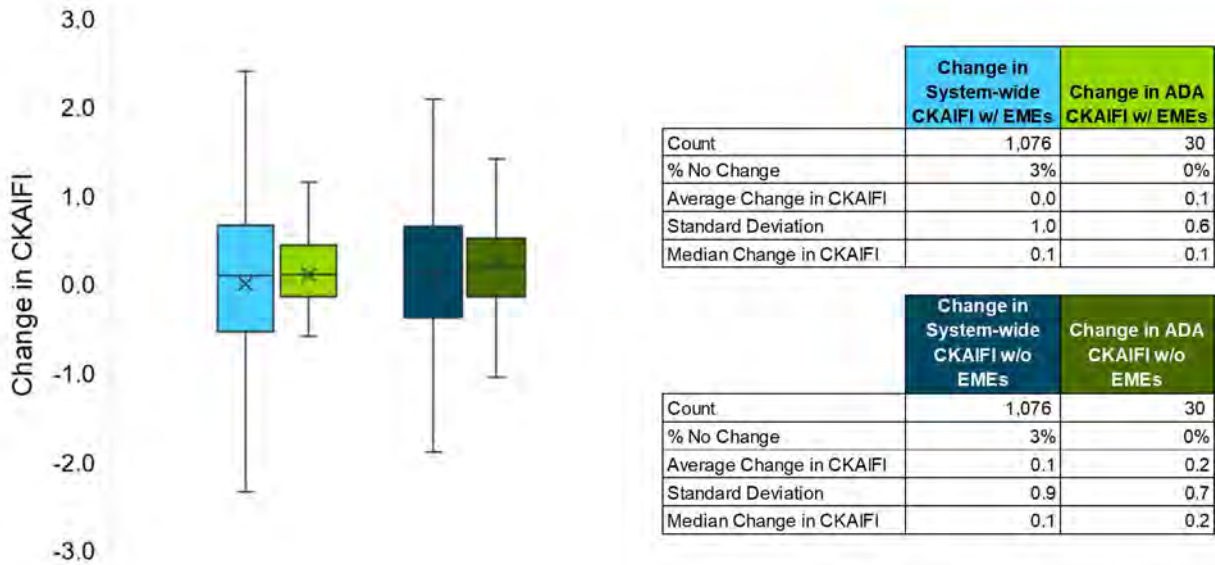 3.0
2.0
1.0
0.0
-1.0
-2.0
-3.0
Change in CKAIFI
Change in
System-wide
CKAIFI w/ EMEs
Change in ADA
CKAIFI w/ EMEs
Count 1,076 30
% No Change 3% 0%
Average Change in CKAIFI 0.0 0.1
Standard Deviation 1.0 0.6
Median Change in CKAIFI 0.1 0.1
Change in
System-wide
CKAIFI w/o
EMEs
Change in ADA
CKAIFI w/o
EMEs
Count 1,076 30
% No Change 3% 0%
Average Change in CKAIFI 0.1 0.2
Standard Deviation 0.9 0.7
Median Change in CKAIFI 0.1 0.2